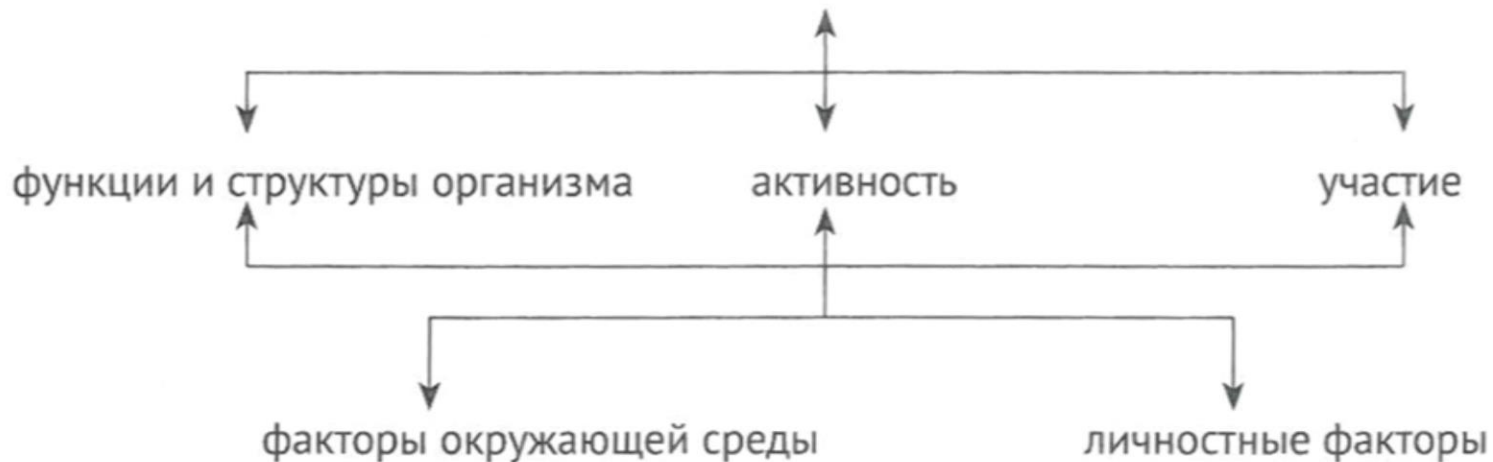 функции и структуры организма активность участие
факторы окружающей среды личностные факторы